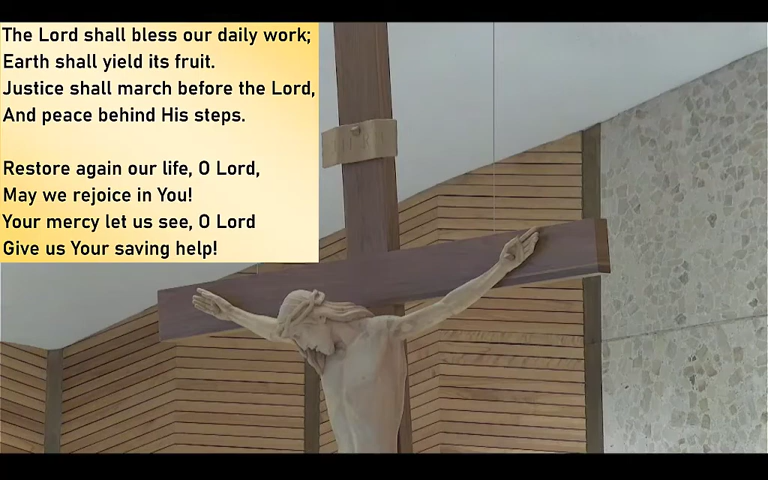 The Lord shall bless our daily work;
Earth shall yield its fruit.
Justice shall march before the Lord,
And peace behind His steps.
Restore again our life, O Lord,
May we rejoice in You!
Your mercy let us see, O Lord
Give us Your saving help!